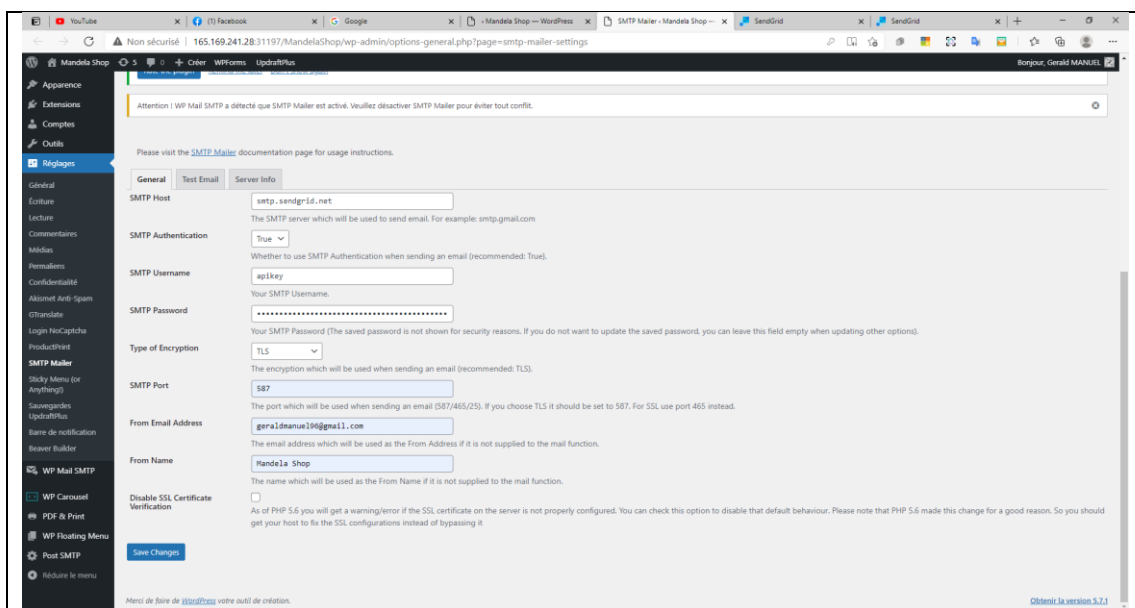 YouTube
(1) Facebook
Google
‹ Mandela Shop — WordPress
SMTP Mailer ‹ Mandela Shop —
SendGrid
SendGrid
Non sécurisé | 165.169.241.28:31197/MandelaShop/wp-admin/options-general.php?page=smtp-mailer-settings
Mandela Shop 5 0 + Créer WPForms UpdraftPlus
Bonjour, Gerald MANUEL
Apparence
Extensions
Comptes
Outils
Réglages
Général
Écriture
Lecture
Commentaires
Médias
Permaliens
Confidentialité
Akismet Anti-Spam
GTranslate
Login NoCaptcha
ProductPrint
SMTP Mailer
Sticky Menu (or
Anything!)
Sauvegardes
UpdraftPlus
Barre de notification
Beaver Builder
WP Mail SMTP
WP Carousel
PDF & Print
WP Floating Menu
Post SMTP
Réduire le menu
Attention ! WP Mail SMTP a détecté que SMTP Mailer est activé. Veuillez désactiver SMTP Mailer pour éviter tout conflit.
Please visit the SMTP Mailer documentation page for usage instructions.
General Test Email Server Info
SMTP Host
smtp.sendgrid.net
The SMTP server which will be used to send email. For example: smtp.gmail.com
SMTP Authentication
True
Whether to use SMTP Authentication when sending an email (recommended: True).
SMTP Username
apikey
Your SMTP Username.
SMTP Password
Your SMTP Password (The saved password is not shown for security reasons. If you do not want to update the saved password, you can leave this field empty when updating other options).
Type of Encryption
TLS
The encryption which will be used when sending an email (recommended: TLS).
SMTP Port
587
The port which will be used when sending an email (587/465/25). If you choose TLS it should be set to 587. For SSL use port 465 instead.
From Email Address
geraldmanuel96@gmail.com
The email address which will be used as the From Address if it is not supplied to the mail function.
From Name
Mandela Shop
The name which will be used as the From Name if it is not supplied to the mail function.
Disable SSL Certificate
Verification
As of PHP 5.6 you will get a warning/error if the SSL certificate on the server is not properly configured. You can check this option to disable that default behaviour. Please note that PHP 5.6 made this change for a good reason. So you should
get your host to fix the SSL configurations instead of bypassing it
Save Changes
Merci de faire de WordPress votre outil de création.
Obtenir la version 5.7.1